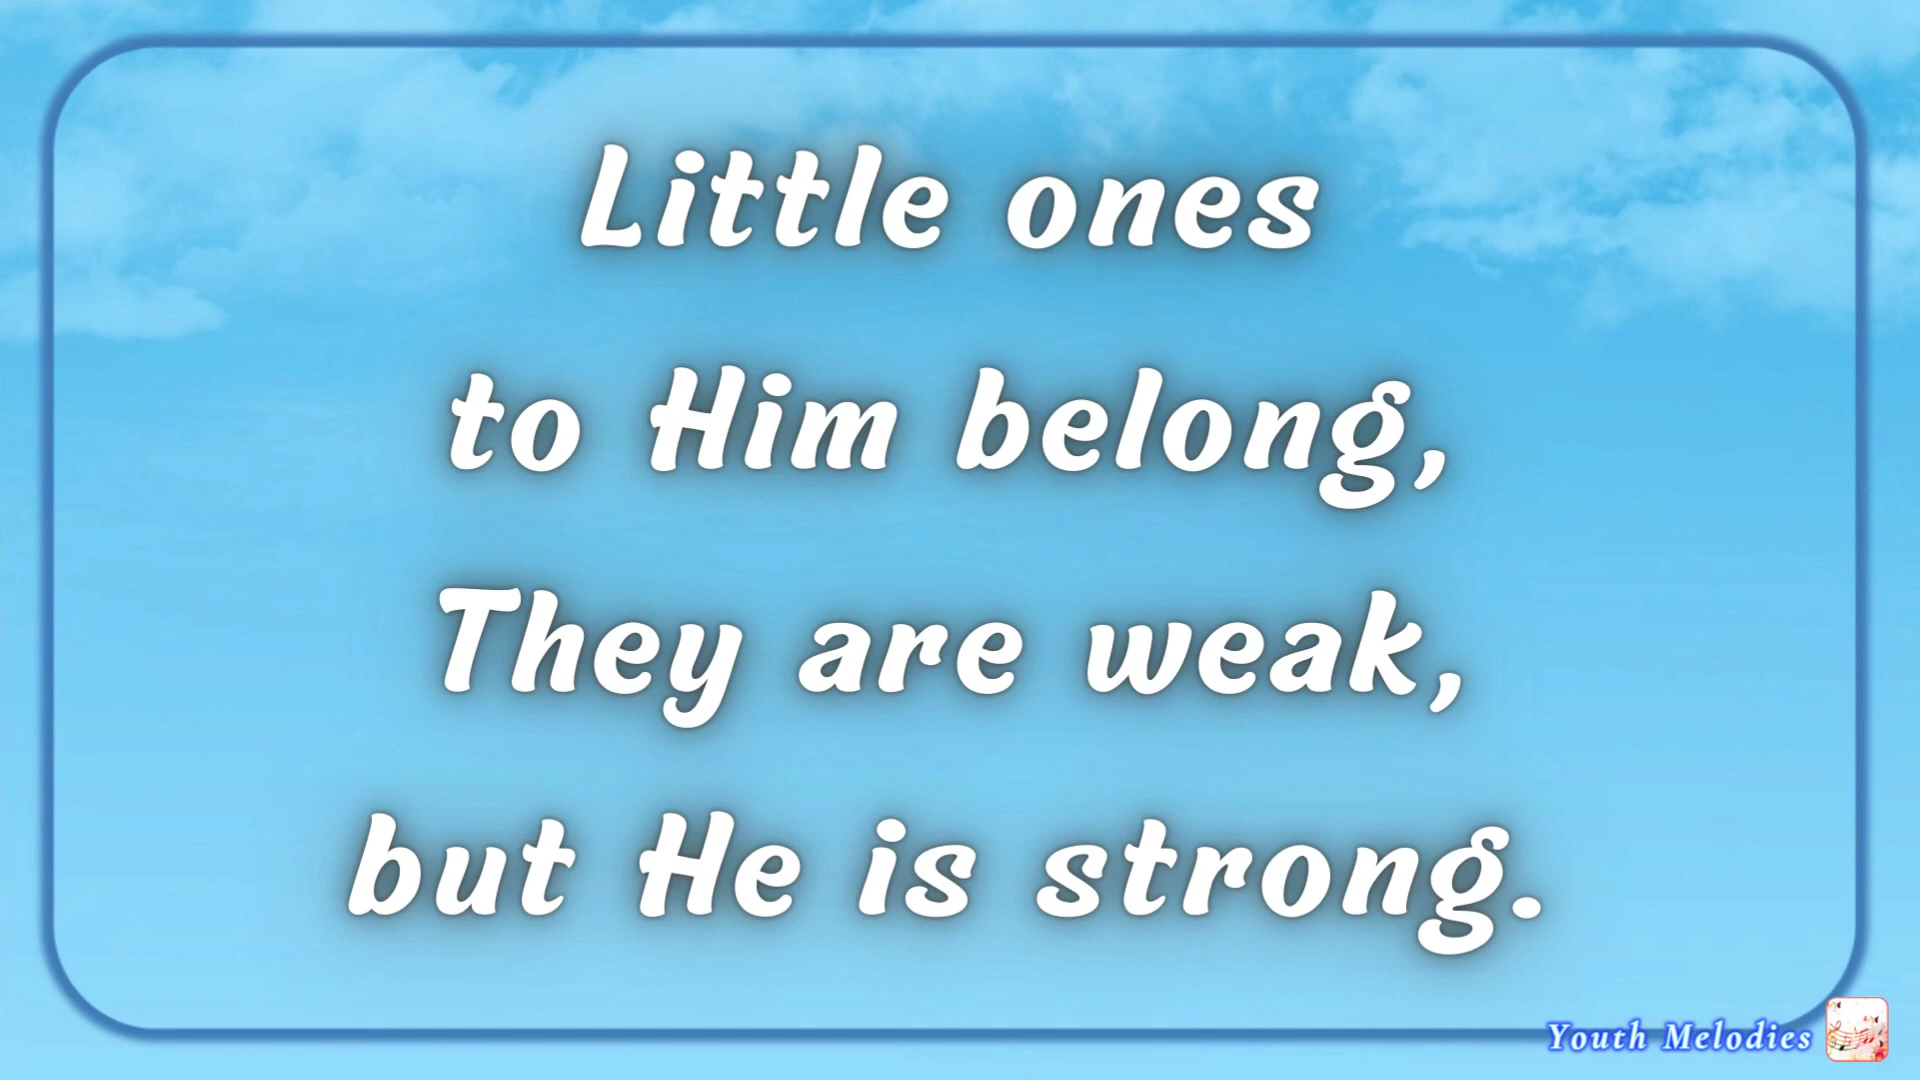 Little ones
to Him belong,
They are weak,
but He is strong.
Youth Melodies